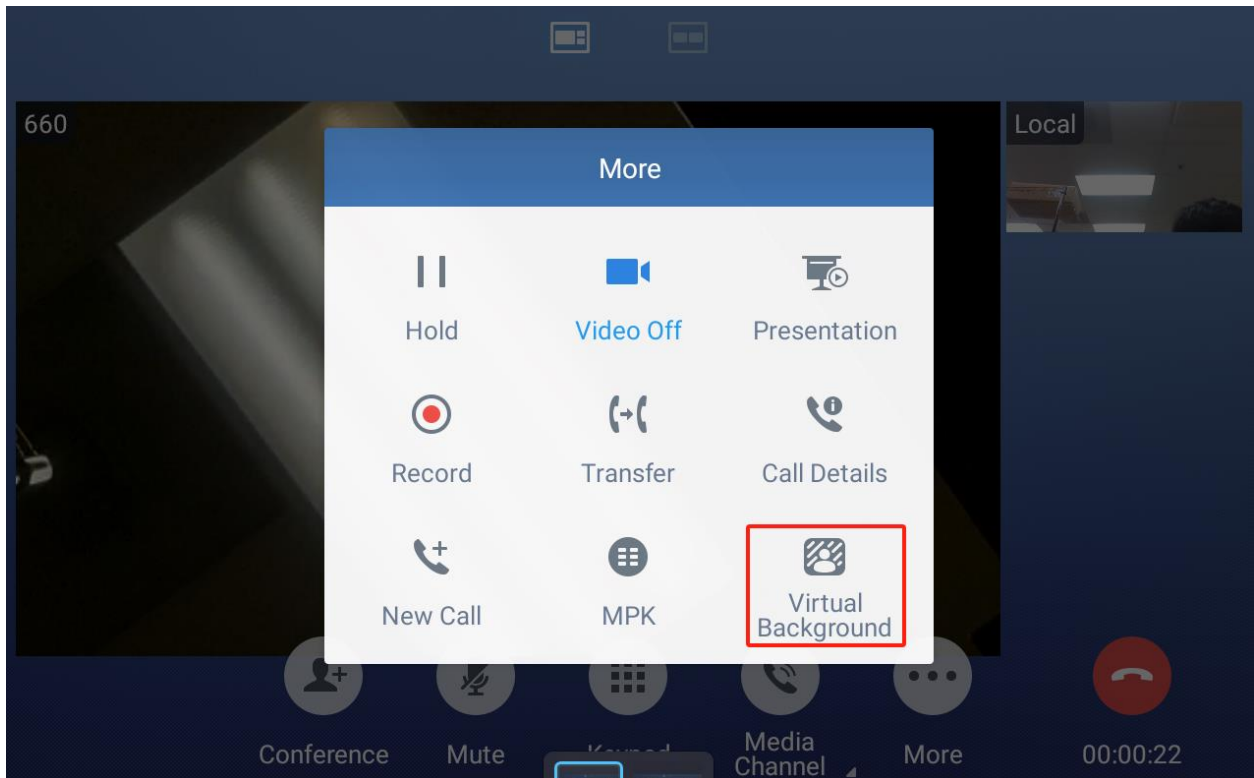 660
Local
More
Hold
Video Off
Presentation
Record
Transfer
Call Details
New Call
MPK
Virtual
Background
Conference
Mute
Keypad
Media
Channel
More
00:00:22